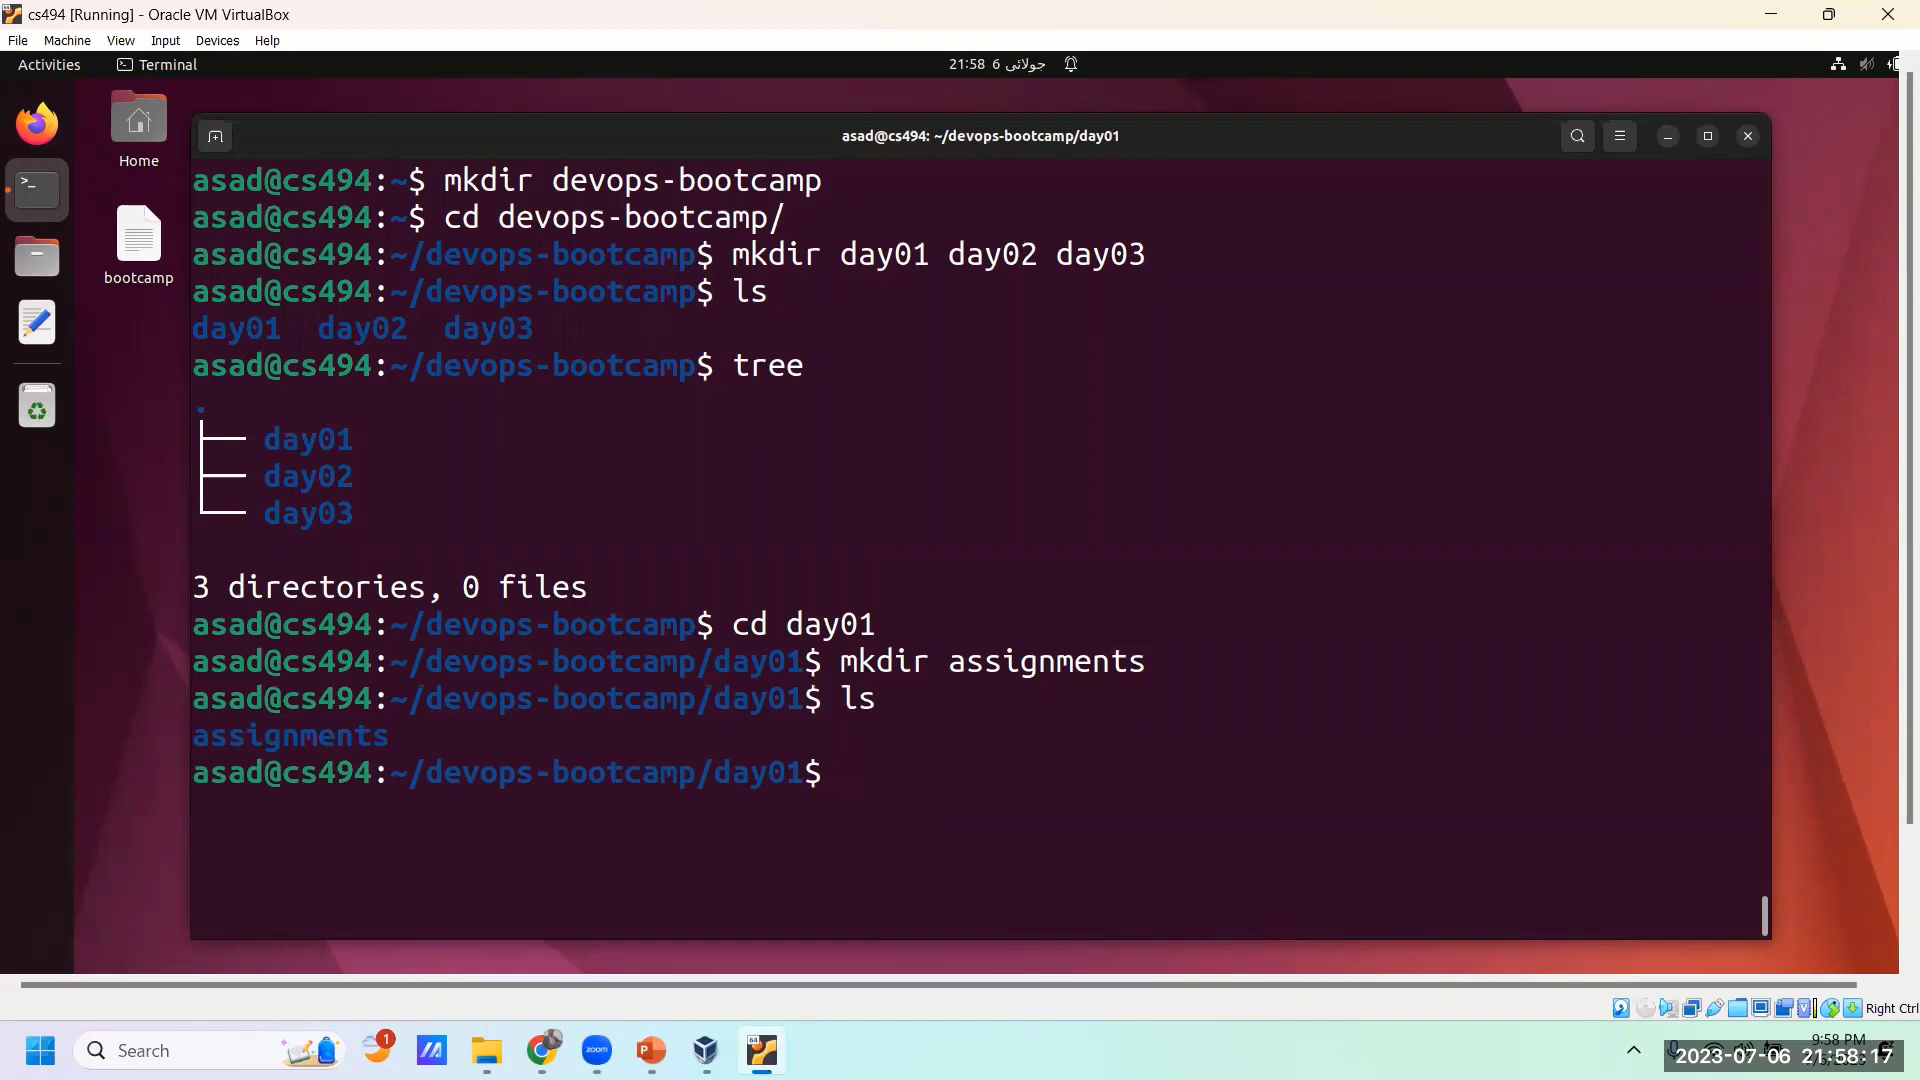 cs494 [Running] - Oracle VM VirtualBox
File Machine View Input Devices Help
Activities Terminal 21:58 6 جولائی
Home
bootcamp
asad@cs494: ~/devops-bootcamp/day01
asad@cs494:~$ mkdir devops-bootcamp
asad@cs494:~$ cd devops-bootcamp/
asad@cs494:~/devops-bootcamp$ mkdir day01 day02 day03
asad@cs494:~/devops-bootcamp$ ls
day01 day02 day03
asad@cs494:~/devops-bootcamp$ tree
.
├── day01
├── day02
└── day03
3 directories, 0 files
asad@cs494:~/devops-bootcamp$ cd day01
asad@cs494:~/devops-bootcamp/day01$ mkdir assignments
asad@cs494:~/devops-bootcamp/day01$ ls
assignments
asad@cs494:~/devops-bootcamp/day01$
Right Ctrl
Search
1
zoom
64
9:58 PM
2023-07-06 21:58:17